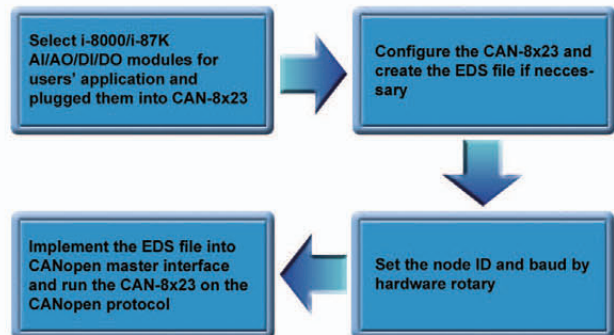 Select i-8000/i-87K
AI/AO/DI/DO modules for
users' application and
plugged them into CAN-8x23
Configure the CAN-8x23 and
create the EDS file if necces-
sary
Set the node ID and baud by
hardware rotary
Implement the EDS file into
CANopen master interface
and run the CAN-8x23 on the
CANopen protocol